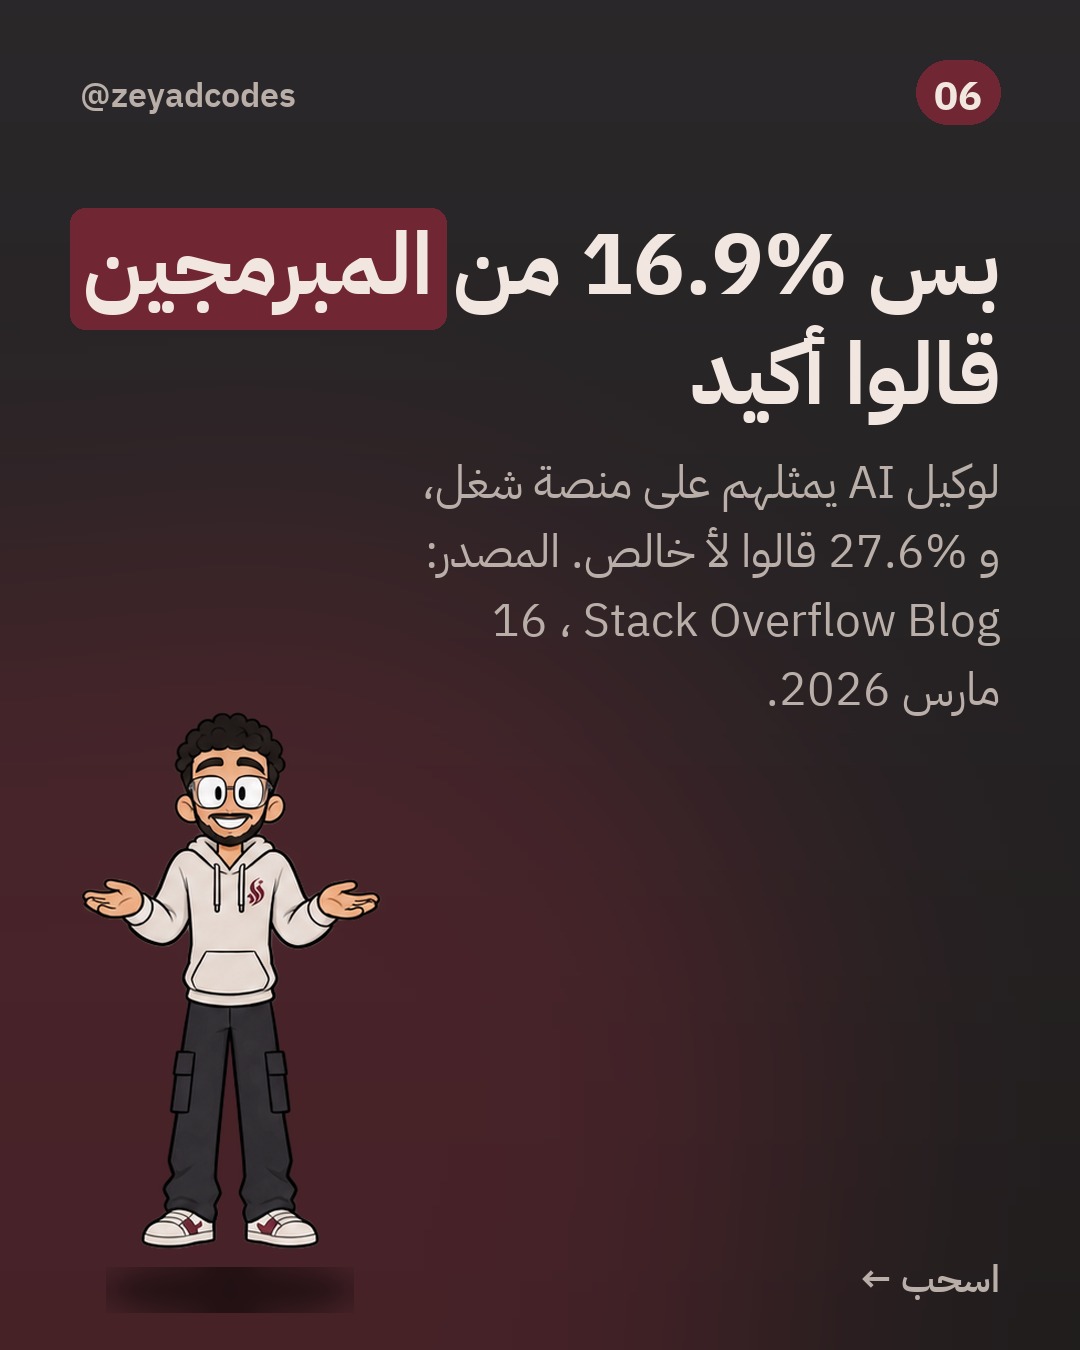 @zeyadcodes
06
بس 16.9% من المبرمجين
قالوا أكيد
لوكيل AI يمثلهم على منصة شغل،
و 27.6% قالوا لأ خالص. المصدر:
Stack Overflow Blog ، 16
مارس 2026.
اسحب ←